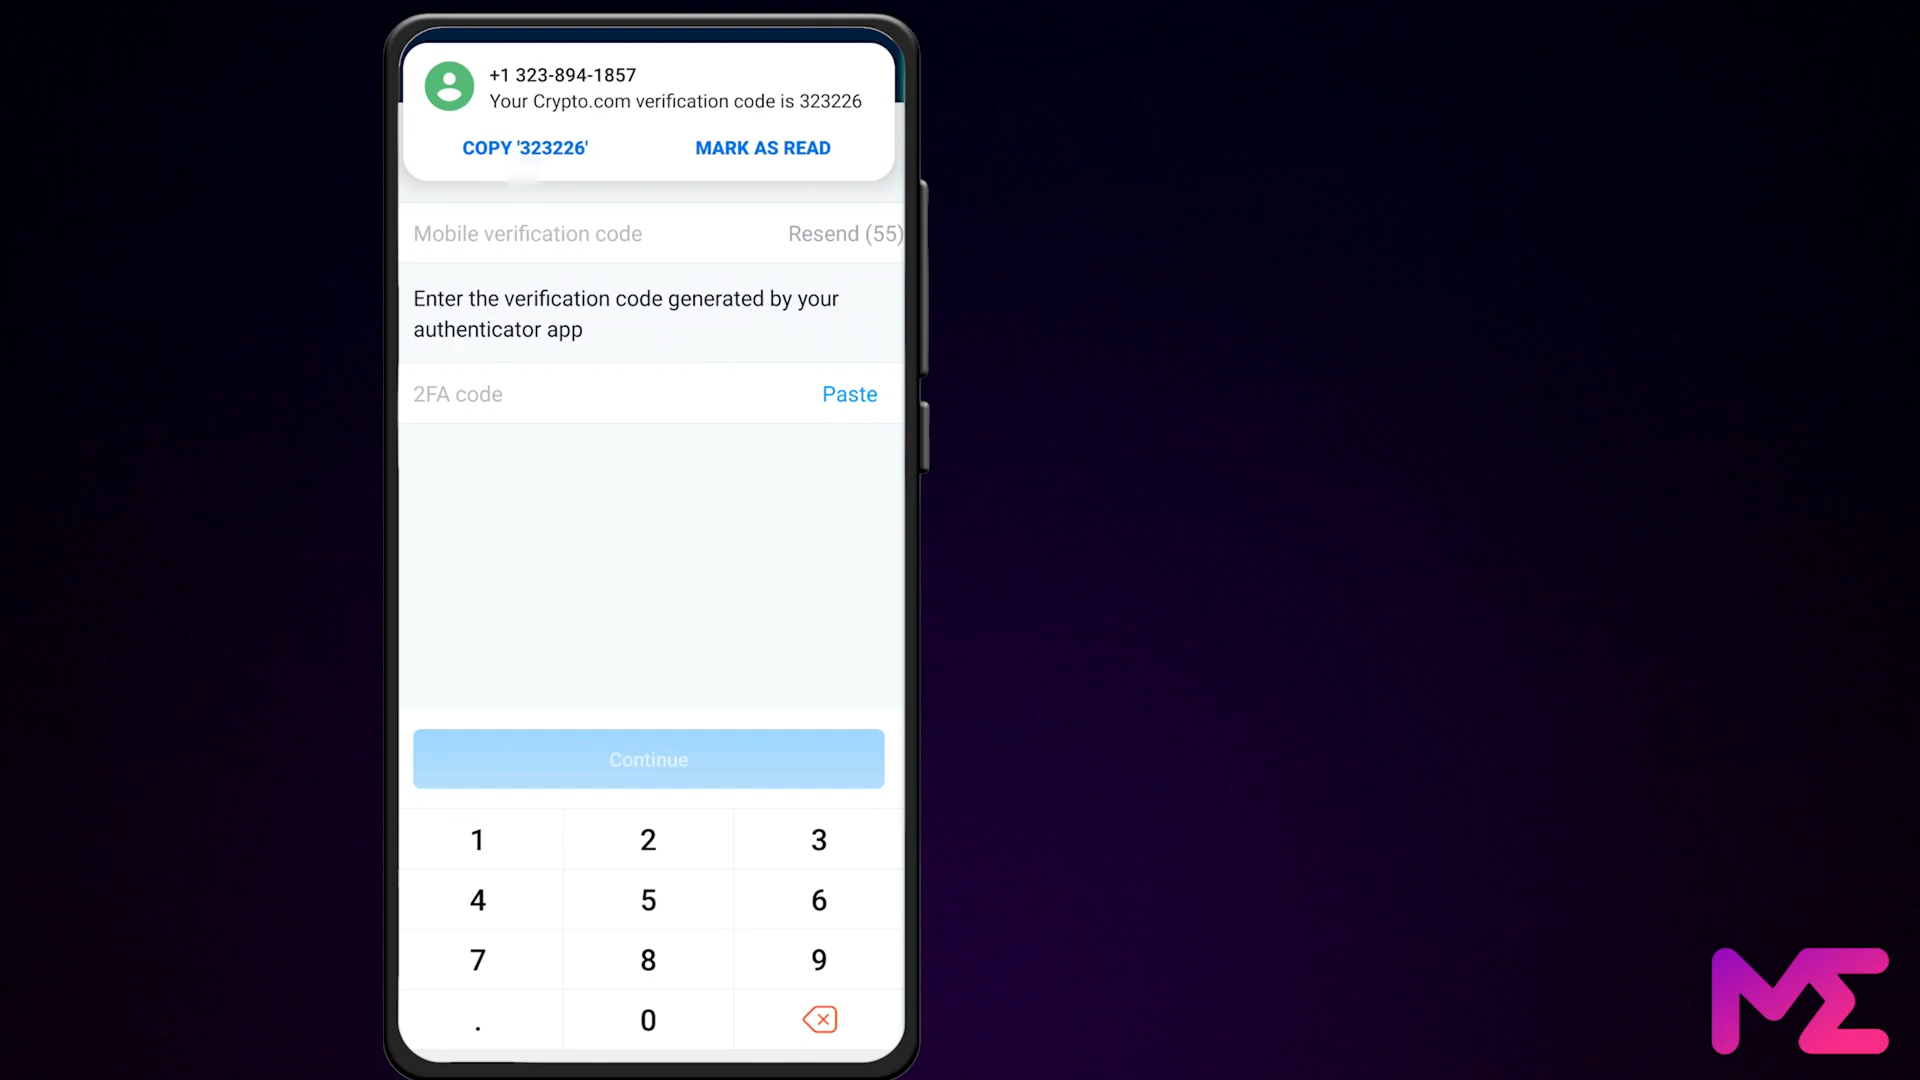 +1 323-894-1857
Your Crypto.com verification code is 323226
COPY '323226'
MARK AS READ
Mobile verification code
Resend (55)
Enter the verification code generated by your
authenticator app
2FA code
Paste
Continue
1
2
3
4
5
6
7
8
9
.
0
ME